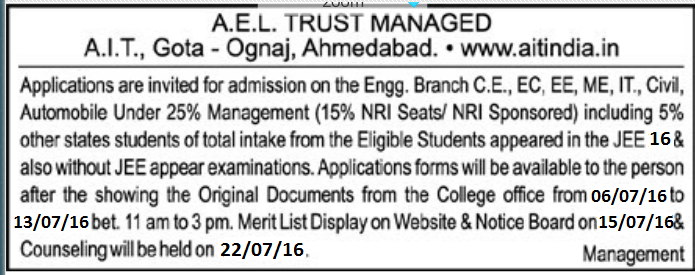 zoom
A.E.L. TRUST MANAGED
A.I.T., Gota - Ognaj, Ahmedabad. • www.aitindia.in
Applications are invited for admission on the Engg. Branch C.E., EC, EE, ME, IT., Civil,
Automobile Under 25% Management (15% NRI Seats/ NRI Sponsored) including 5%
other states students of total intake from the Eligible Students appeared in the JEE 16 &
also without JEE appear examinations. Applications forms will be available to the person
after the showing the Original Documents from the College office from 06/07/16 to
13/07/16 bet. 11 am to 3 pm. Merit List Display on Website & Notice Board on 15/07/16&
Counseling will be held on 22/07/16.
Management